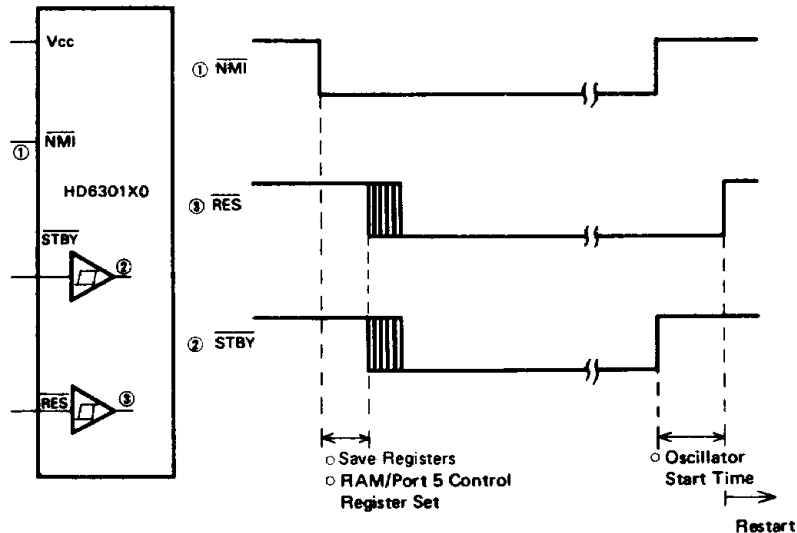 Vcc
① NMI
HD6301X0
STBY
②
RES
③
① NMI
③ RES
② STBY
○ Save Registers
○ RAM/Port 5 Control
Register Set
○ Oscillator
Start Time
Restart